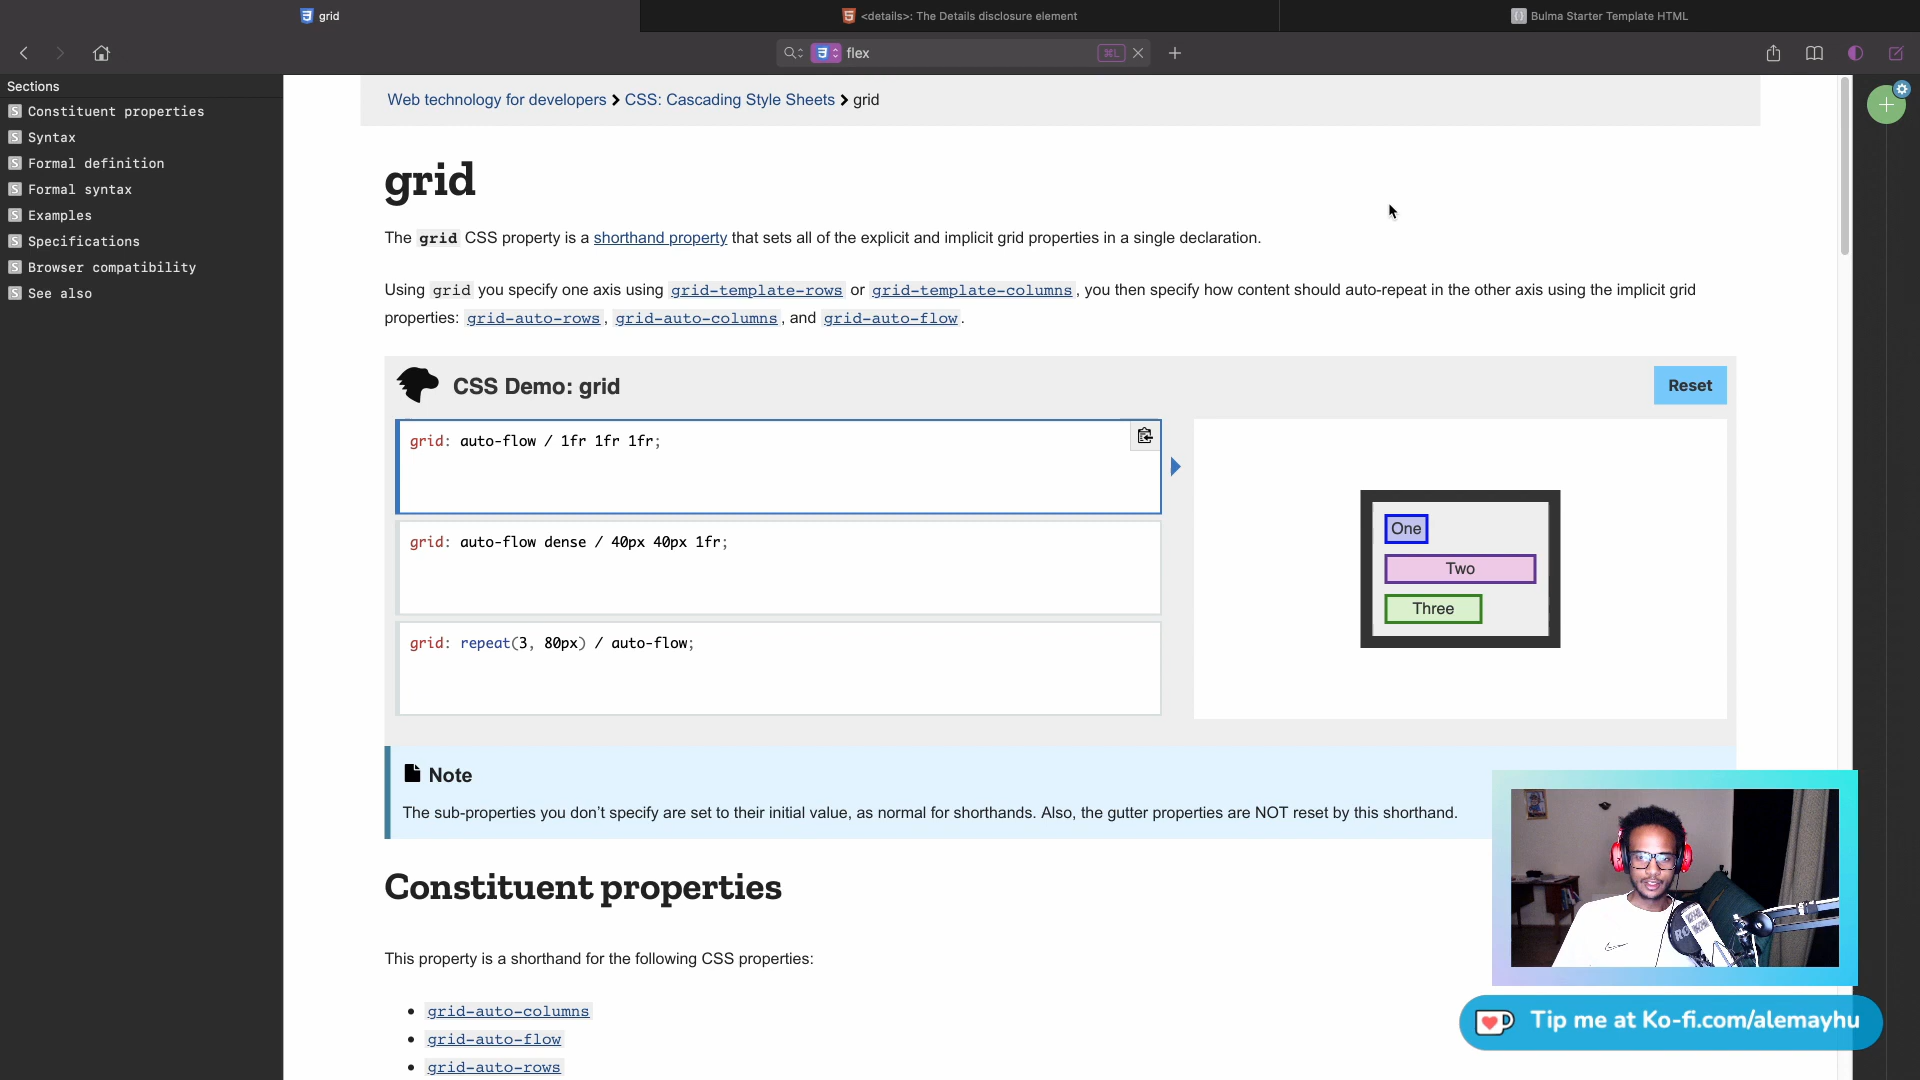 grid
<details>: The Details disclosure element
Bulma Starter Template HTML
flex
⌘L
Sections
S Constituent properties
S Syntax
S Formal definition
S Formal syntax
S Examples
S Specifications
S Browser compatibility
S See also
Web technology for developers > CSS: Cascading Style Sheets > grid
grid
The grid CSS property is a shorthand property that sets all of the explicit and implicit grid properties in a single declaration.
Using grid you specify one axis using grid-template-rows or grid-template-columns, you then specify how content should auto-repeat in the other axis using the implicit grid
properties: grid-auto-rows, grid-auto-columns, and grid-auto-flow.
CSS Demo: grid
Reset
grid: auto-flow / 1fr 1fr 1fr;
grid: auto-flow dense / 40px 40px 1fr;
grid: repeat(3, 80px) / auto-flow;
One
Two
Three
Note
The sub-properties you don’t specify are set to their initial value, as normal for shorthands. Also, the gutter properties are NOT reset by this shorthand.
Constituent properties
This property is a shorthand for the following CSS properties:
• grid-auto-columns
• grid-auto-flow
• grid-auto-rows
Tip me at Ko-fi.com/alemayhu